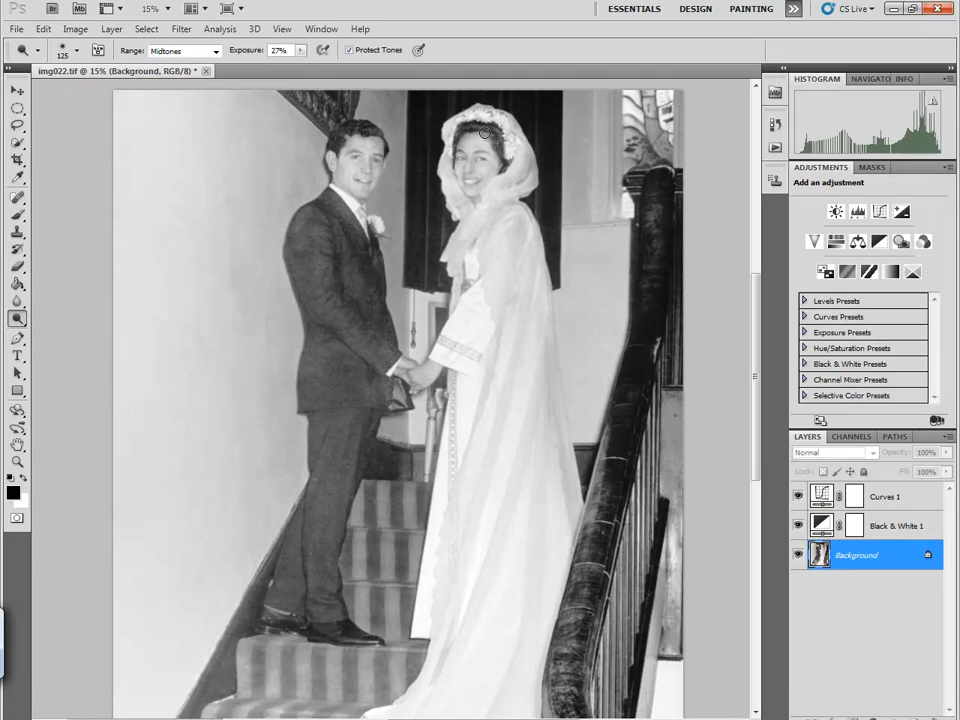 Ps Br Mb 15% ESSENTIALS DESIGN PAINTING CS Live
File Edit Image Layer Select Filter Analysis 3D View Window Help
125 Range: Midtones Exposure: 27% Protect Tones
img022.tif @ 15% (Background, RGB/8) *
HISTOGRAM NAVIGATO INFO
Mb
ADJUSTMENTS MASKS
Add an adjustment
Levels Presets
Curves Presets
Exposure Presets
Hue/Saturation Presets
Black & White Presets
Channel Mixer Presets
Selective Color Presets
LAYERS CHANNELS PATHS
Normal Opacity: 100%
Lock: Fill: 100%
Curves 1
Black & White 1
Background